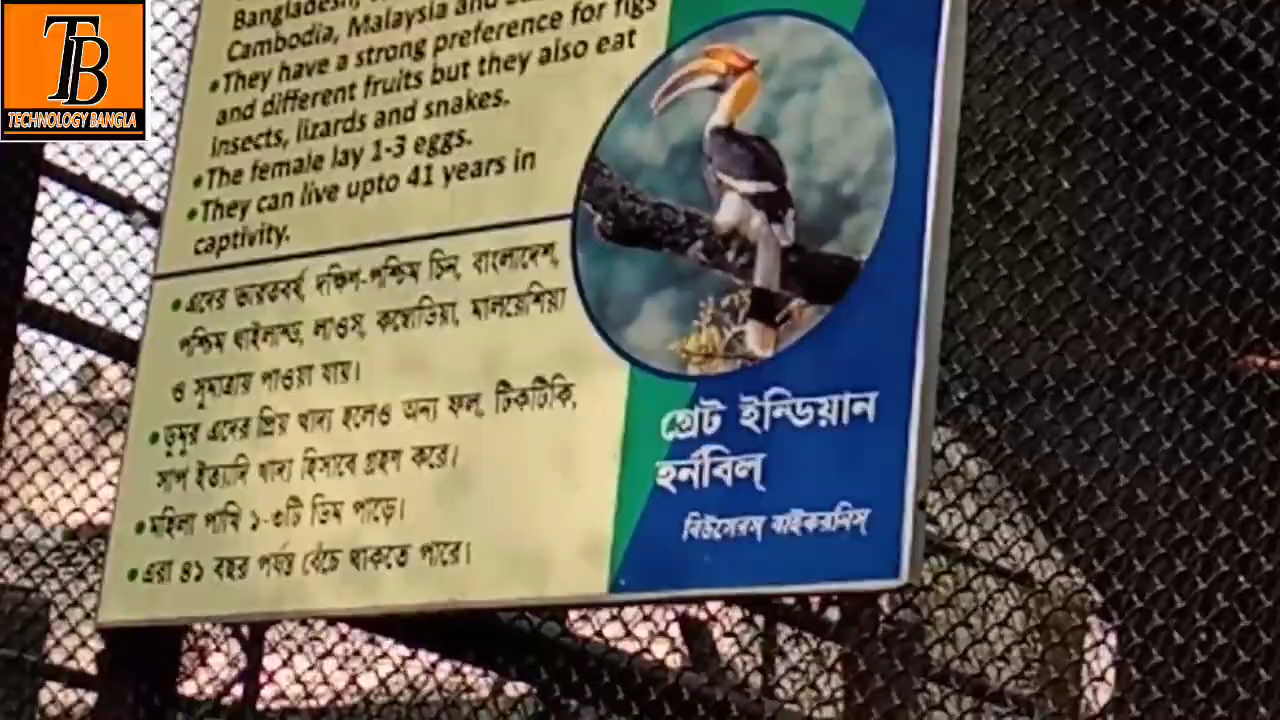 TB
TECHNOLOGY BANGLA
Bangladesh,
Cambodia, Malaysia and
•They have a strong preference for figs
and different fruits but they also eat
insects, lizards and snakes.
•The female lay 1-3 eggs.
•They can live upto 41 years in
captivity.
•এদের ভারতবর্ষ, দক্ষিণ-পশ্চিম চিন, বাংলাদেশ,
পশ্চিম থাইলান্ড, লাওস, কম্বোডিয়া, মালয়েশিয়া
ও সুমাত্রায় পাওয়া যায়।
•ডুমুর এদের প্রিয় খাদ্য হলেও অন্য ফল, টিকটিকি,
সাপ ইত্যাদি খাদ্য হিসাবে গ্রহণ করে।
•মহিলা পাখি ১-৩টি ডিম পাড়ে।
•এরা ৪১ বছর পর্যন্ত বেঁচে থাকতে পারে।
গ্রেট ইন্ডিয়ান
হর্নবিল্
বিউসেরস্ বাইকরনিস্